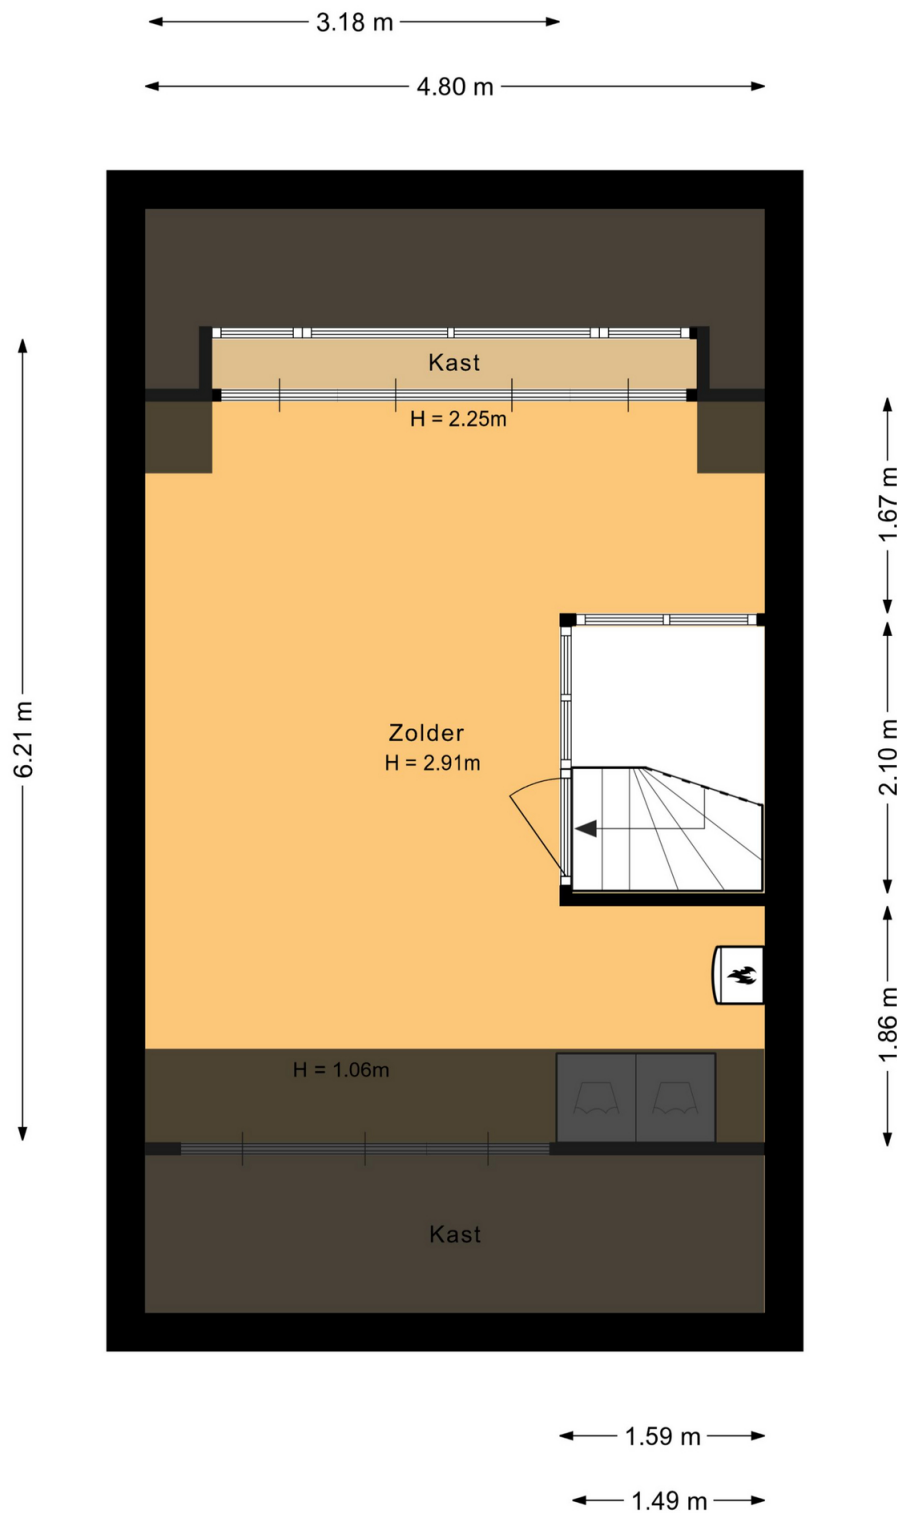 3.18 m
4.80 m
Kast
H = 2.25m
1.67 m
6.21 m
Zolder
H = 2.91m
2.10 m
1.86 m
H = 1.06m
Kast
1.59 m
1.49 m